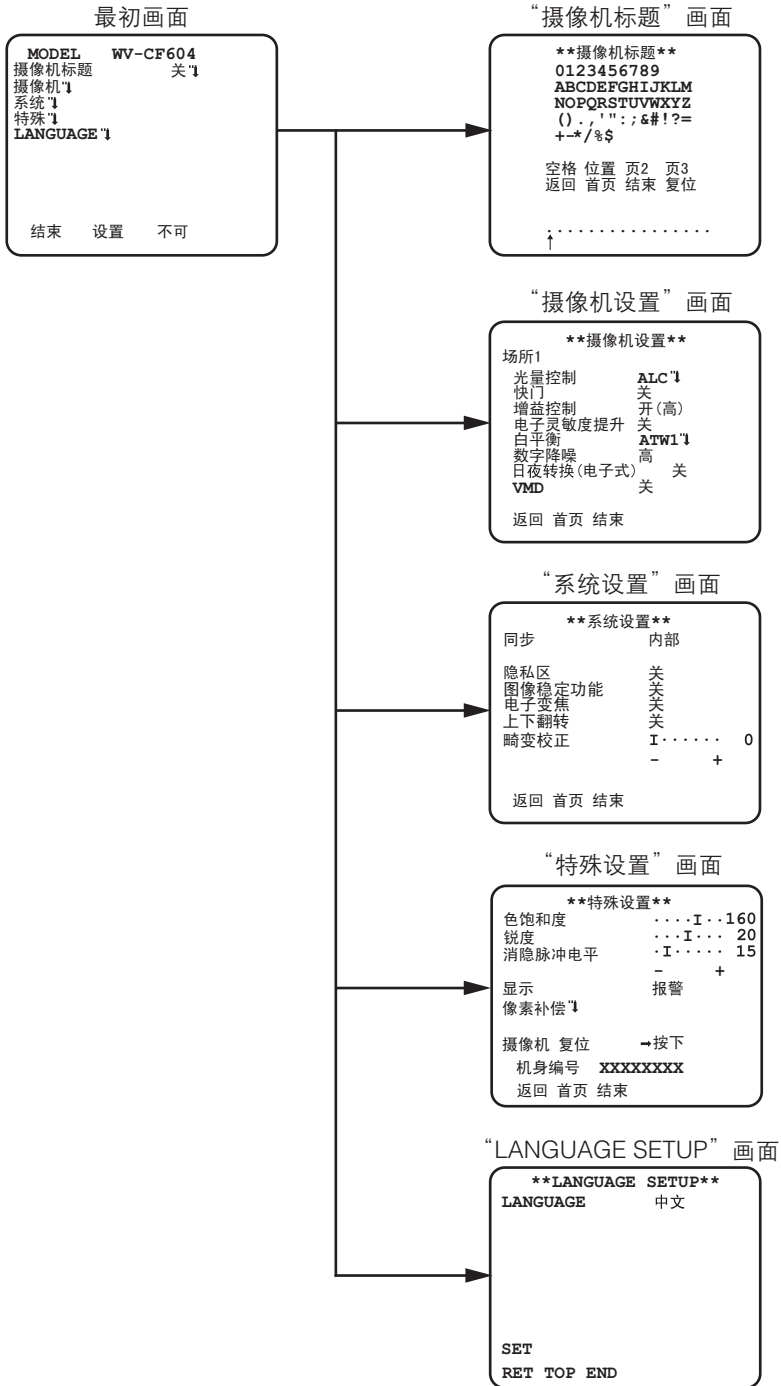 最初画面
MODEL WV-CF604
摄像机标题 关
摄像机
系统
特殊
LANGUAGE
结束 设置 不可
“摄像机标题”画面
**摄像机标题**
0123456789
ABCDEFGHIJKLM
NOPQRSTUVWXYZ
().,'":;&#!?=
+-*/%$
空格 位置 页2 页3
返回 首页 结束 复位
................
↑
“摄像机设置”画面
**摄像机设置**
场所1
光量控制 ALC
快门 关
增益控制 开(高)
电子灵敏度提升 关
白平衡 ATW1
数字降噪 高
日夜转换(电子式) 关
VMD 关
返回 首页 结束
“系统设置”画面
**系统设置**
同步 内部
隐私区 关
图像稳定功能 关
电子变焦 关
上下翻转 关
畸变校正 I······ 0
- +
返回 首页 结束
“特殊设置”画面
**特殊设置**
色饱和度 ····I··160
锐度 ···I··· 20
消隐脉冲电平 ·I····· 15
- +
显示 报警
像素补偿
摄像机 复位 →按下
机身编号 XXXXXXXX
返回 首页 结束
“LANGUAGE SETUP”画面
**LANGUAGE SETUP**
LANGUAGE 中文
SET
RET TOP END